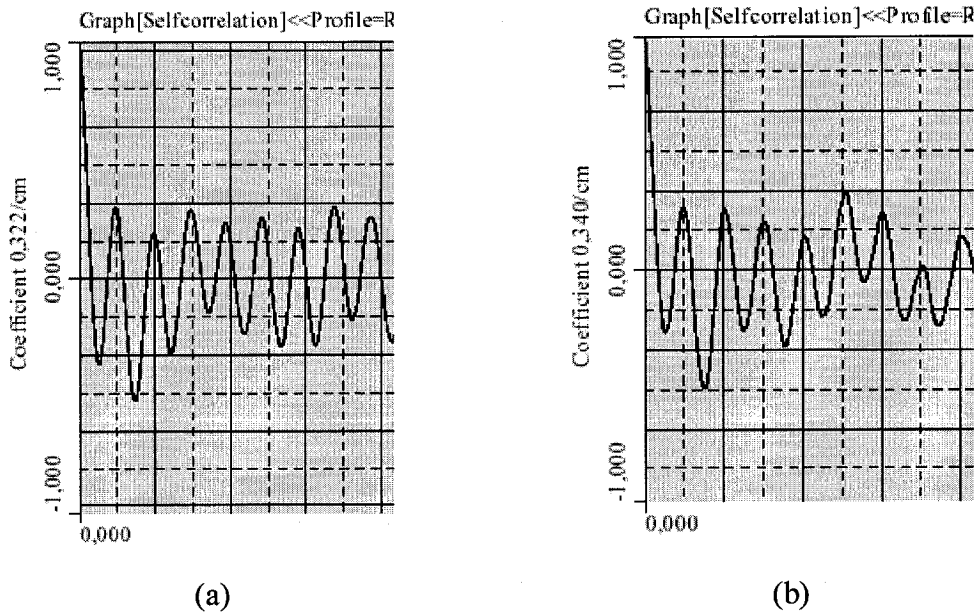 Graph[Selfcorrelation]<<Profile=R
1,000
0,000
-1,000
Coefficient 0,322/cm
0,000
(a)
Graph[Selfcorrelation]<<Profile=R
1,000
0,000
-1,000
Coefficient 0,340/cm
0,000
(b)